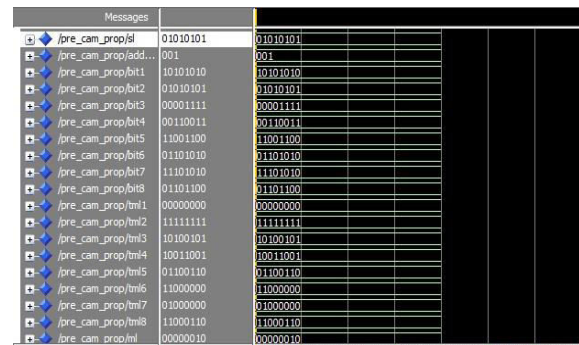 Messages
/pre_cam_prop/sl 01010101 01010101
/pre_cam_prop/add... 001 001
/pre_cam_prop/bit1 10101010 10101010
/pre_cam_prop/bit2 01010101 01010101
/pre_cam_prop/bit3 00001111 00001111
/pre_cam_prop/bit4 00110011 00110011
/pre_cam_prop/bit5 11001100 11001100
/pre_cam_prop/bit6 01101010 01101010
/pre_cam_prop/bit7 11101010 11101010
/pre_cam_prop/bit8 01101100 01101100
/pre_cam_prop/tml1 00000000 00000000
/pre_cam_prop/tml2 11111111 11111111
/pre_cam_prop/tml3 10100101 10100101
/pre_cam_prop/tml4 10011001 10011001
/pre_cam_prop/tml5 01100110 01100110
/pre_cam_prop/tml6 11000000 11000000
/pre_cam_prop/tml7 01000000 01000000
/pre_cam_prop/tml8 11000110 11000110
/pre_cam_prop/ml 00000010 00000010